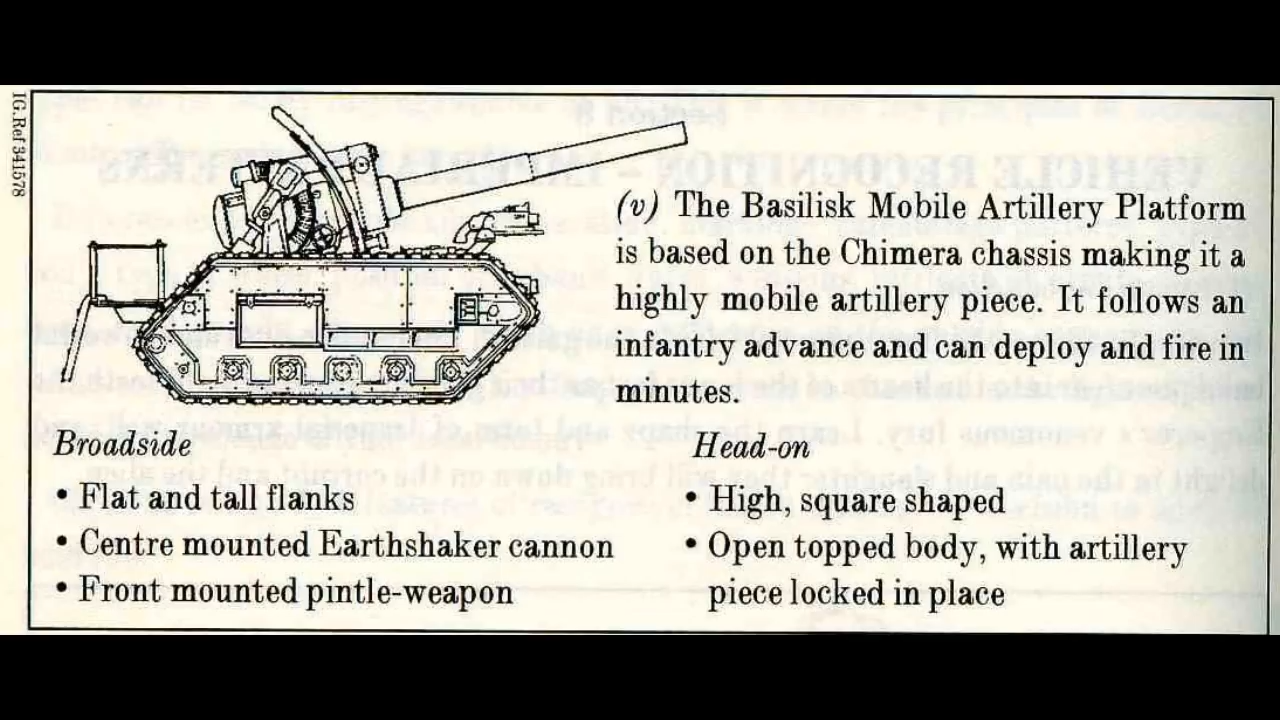 IG.Ref 341578
(v) The Basilisk Mobile Artillery Platform
is based on the Chimera chassis making it a
highly mobile artillery piece. It follows an
infantry advance and can deploy and fire in
minutes.
Broadside
• Flat and tall flanks
• Centre mounted Earthshaker cannon
• Front mounted pintle-weapon
Head-on
• High, square shaped
• Open topped body, with artillery
piece locked in place